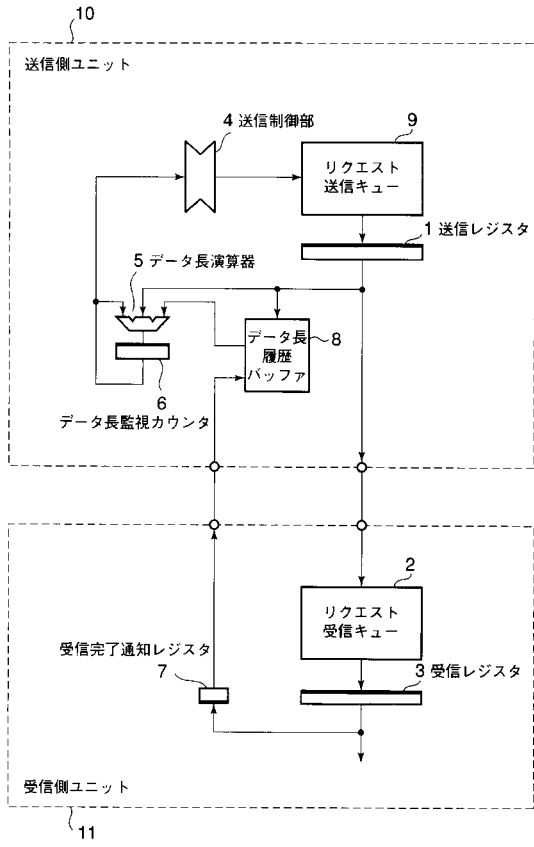 10
送信側ユニット
4 送信制御部
9
リクエスト
送信キュー
1 送信レジスタ
5 データ長演算器
データ長
履歴
バッファ
8
6
データ長監視カウンタ
2
リクエスト
受信キュー
受信完了通知レジスタ
7
3 受信レジスタ
受信側ユニット
11